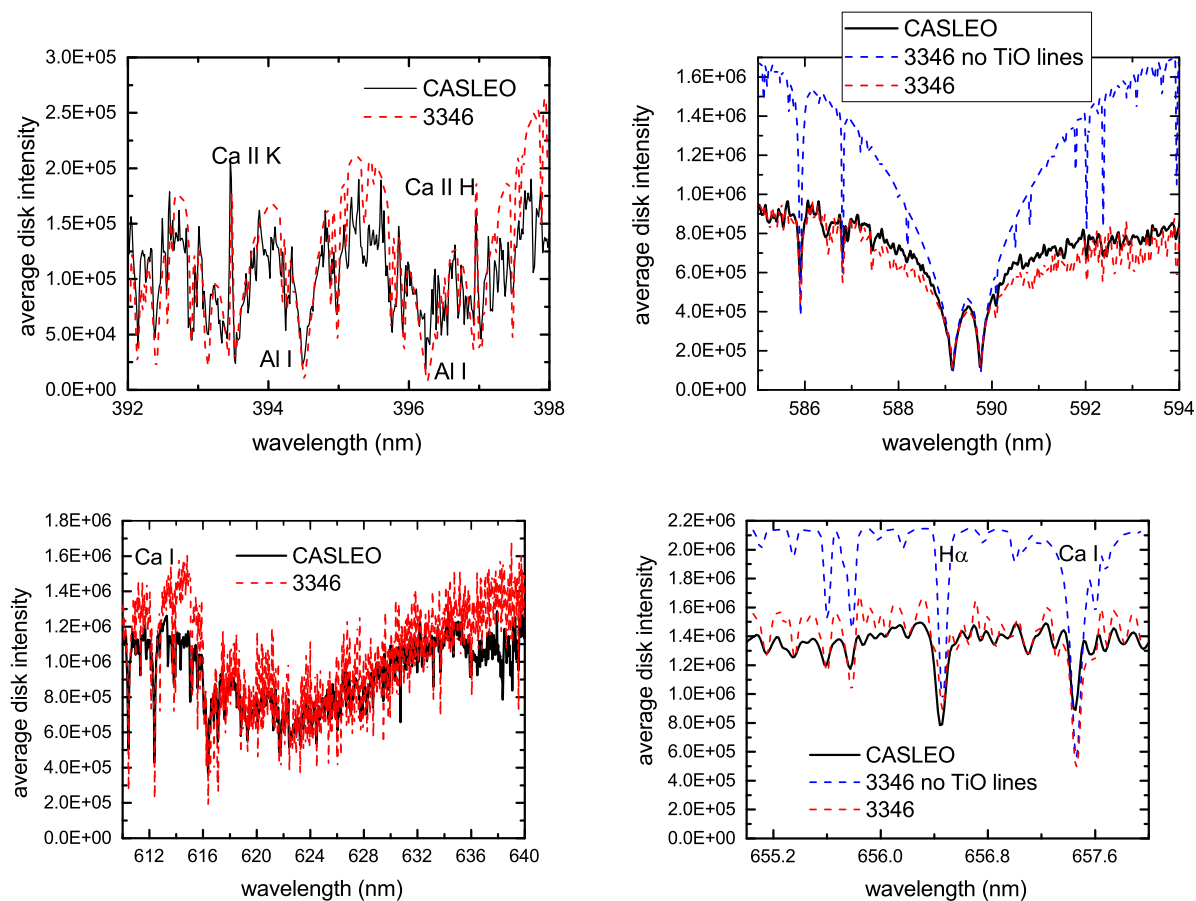 3.0E+05
2.5E+05
2.0E+05
1.5E+05
1.0E+05
5.0E+04
0.0E+00
average disk intensity
CASLEO
3346
Ca II K
Ca II H
Al I
Al I
392
394
396
398
wavelength (nm)
CASLEO
3346 no TiO lines
3346
1.6E+06
1.4E+06
1.2E+06
1.0E+06
8.0E+05
6.0E+05
4.0E+05
2.0E+05
0.0E+00
average disk intensity
586
588
590
592
594
wavelength (nm)
1.8E+06
1.6E+06
1.4E+06
1.2E+06
1.0E+06
8.0E+05
6.0E+05
4.0E+05
2.0E+05
0.0E+00
average disk intensity
Ca I
CASLEO
3346
612
616
620
624
628
632
636
640
wavelength (nm)
2.2E+06
2.0E+06
1.8E+06
1.6E+06
1.4E+06
1.2E+06
1.0E+06
8.0E+05
6.0E+05
4.0E+05
2.0E+05
0.0E+00
average disk intensity
Hα
Ca I
CASLEO
3346 no TiO lines
3346
655.2
656.0
656.8
657.6
wavelength (nm)